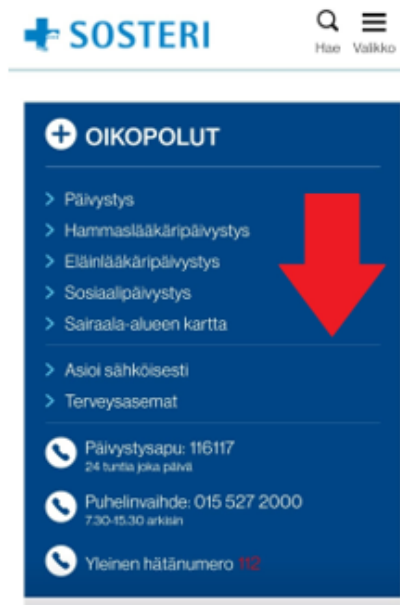 SOSTERI
Hae Valikko
OIKOPOLUT
Päivystys
Hammaslääkäripäivystys
Eläinlääkäripäivystys
Sosiaalipäivystys
Sairaala-alueen kartta
Asioi sähköisesti
Terveysasemat
Päivystysapu: 116117
24 tuntia joka päivä
Puhelinvaihde: 015 527 2000
7.30-15.30 arkisin
Yleinen hätänumero 112